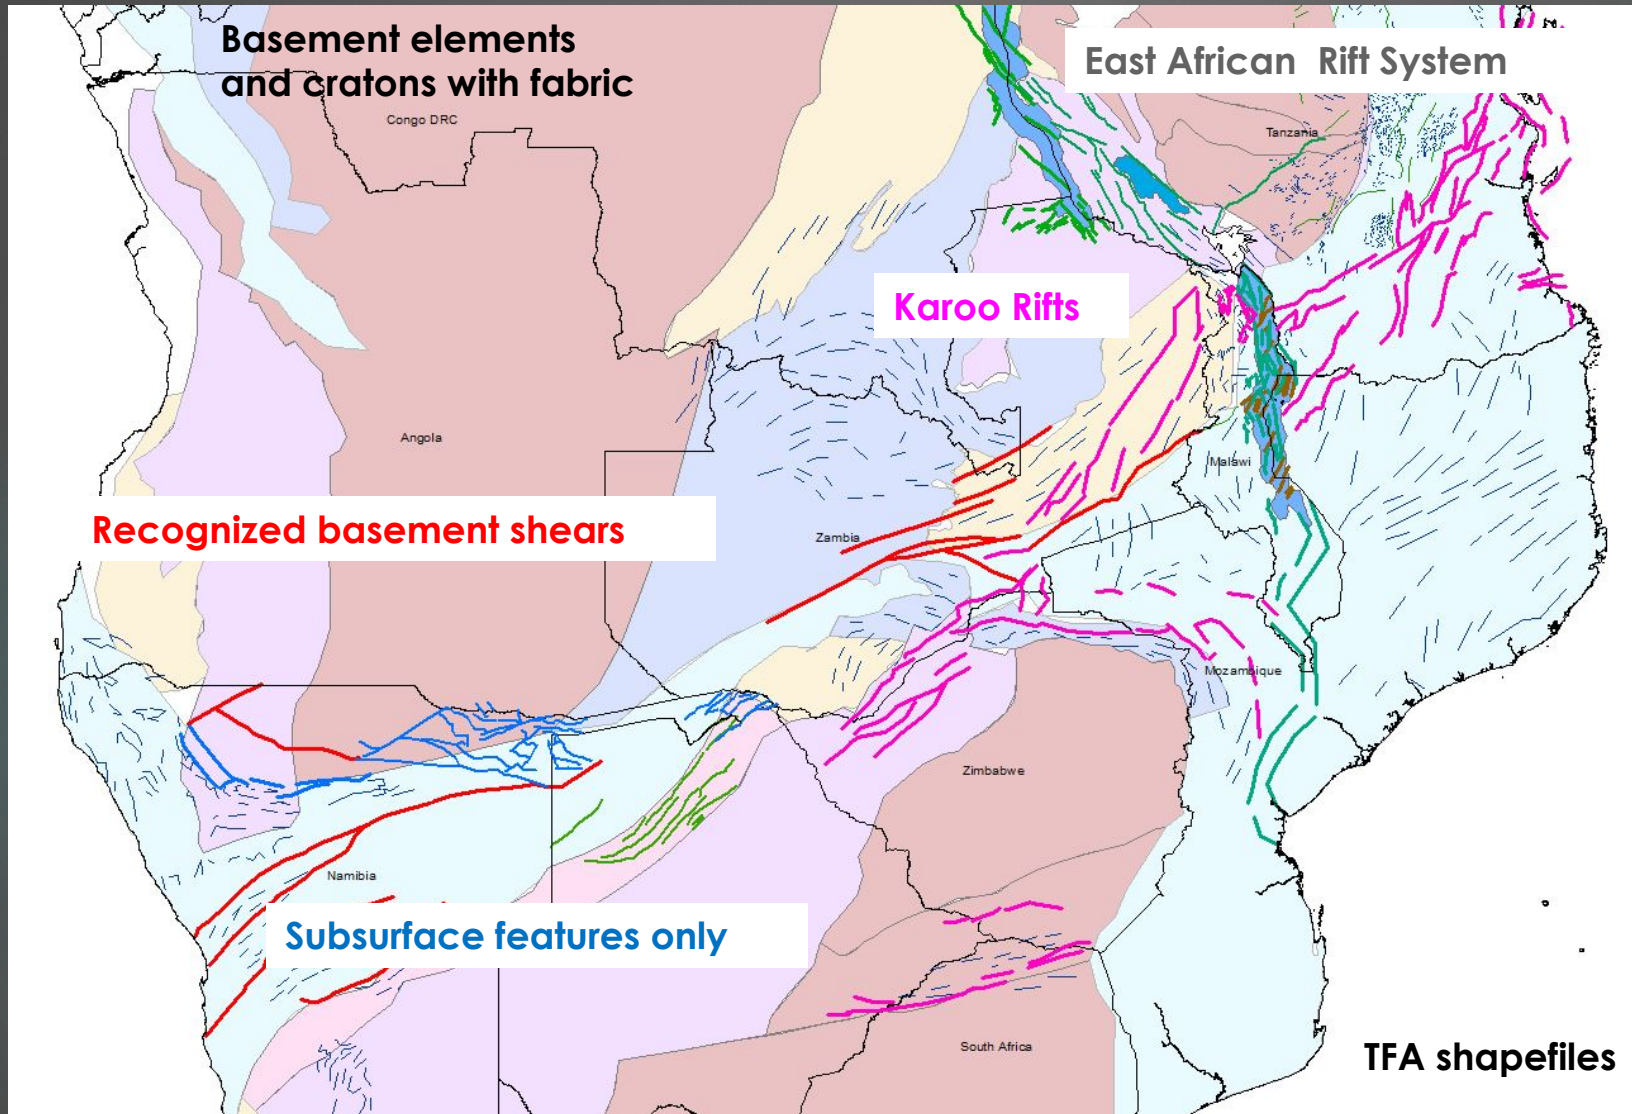 Basement elements
and cratons with fabric
East African Rift System
Congo DRC
Tanzania
Karoo Rifts
Angola
Malawi
Recognized basement shears
Zambia
Mozambique
Zimbabwe
Namibia
Subsurface features only
South Africa
TFA shapefiles